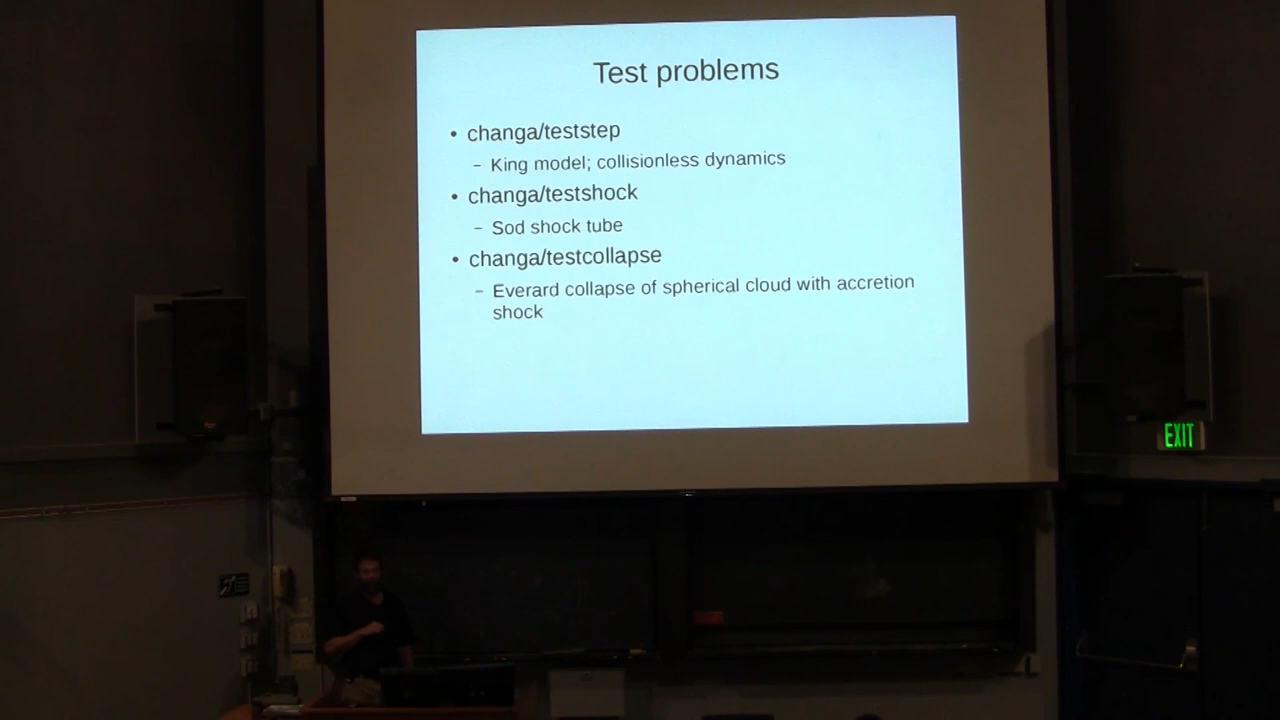 Test problems
• changa/teststep
– King model; collisionless dynamics
• changa/testshock
– Sod shock tube
• changa/testcollapse
– Everard collapse of spherical cloud with accretion
shock
EXIT